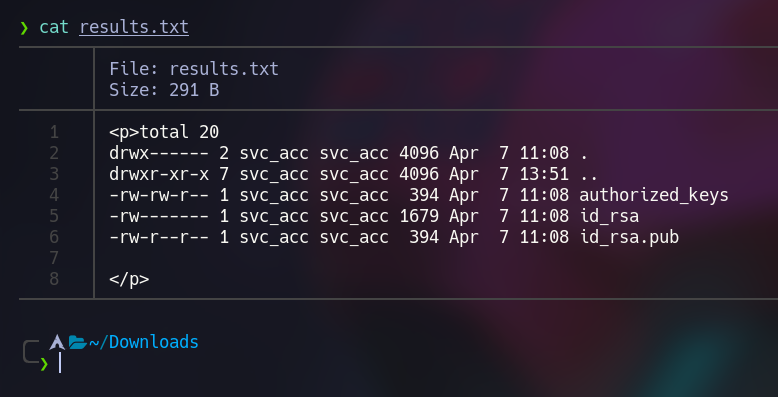 ❯ cat results.txt
File: results.txt
Size: 291 B
1 <p>total 20
2 drwx------ 2 svc_acc svc_acc 4096 Apr  7 11:08 .
3 drwxr-xr-x 7 svc_acc svc_acc 4096 Apr  7 13:51 ..
4 -rw-rw-r-- 1 svc_acc svc_acc  394 Apr  7 11:08 authorized_keys
5 -rw------- 1 svc_acc svc_acc 1679 Apr  7 11:08 id_rsa
6 -rw-r--r-- 1 svc_acc svc_acc  394 Apr  7 11:08 id_rsa.pub
7
8 </p>
~/Downloads
❯